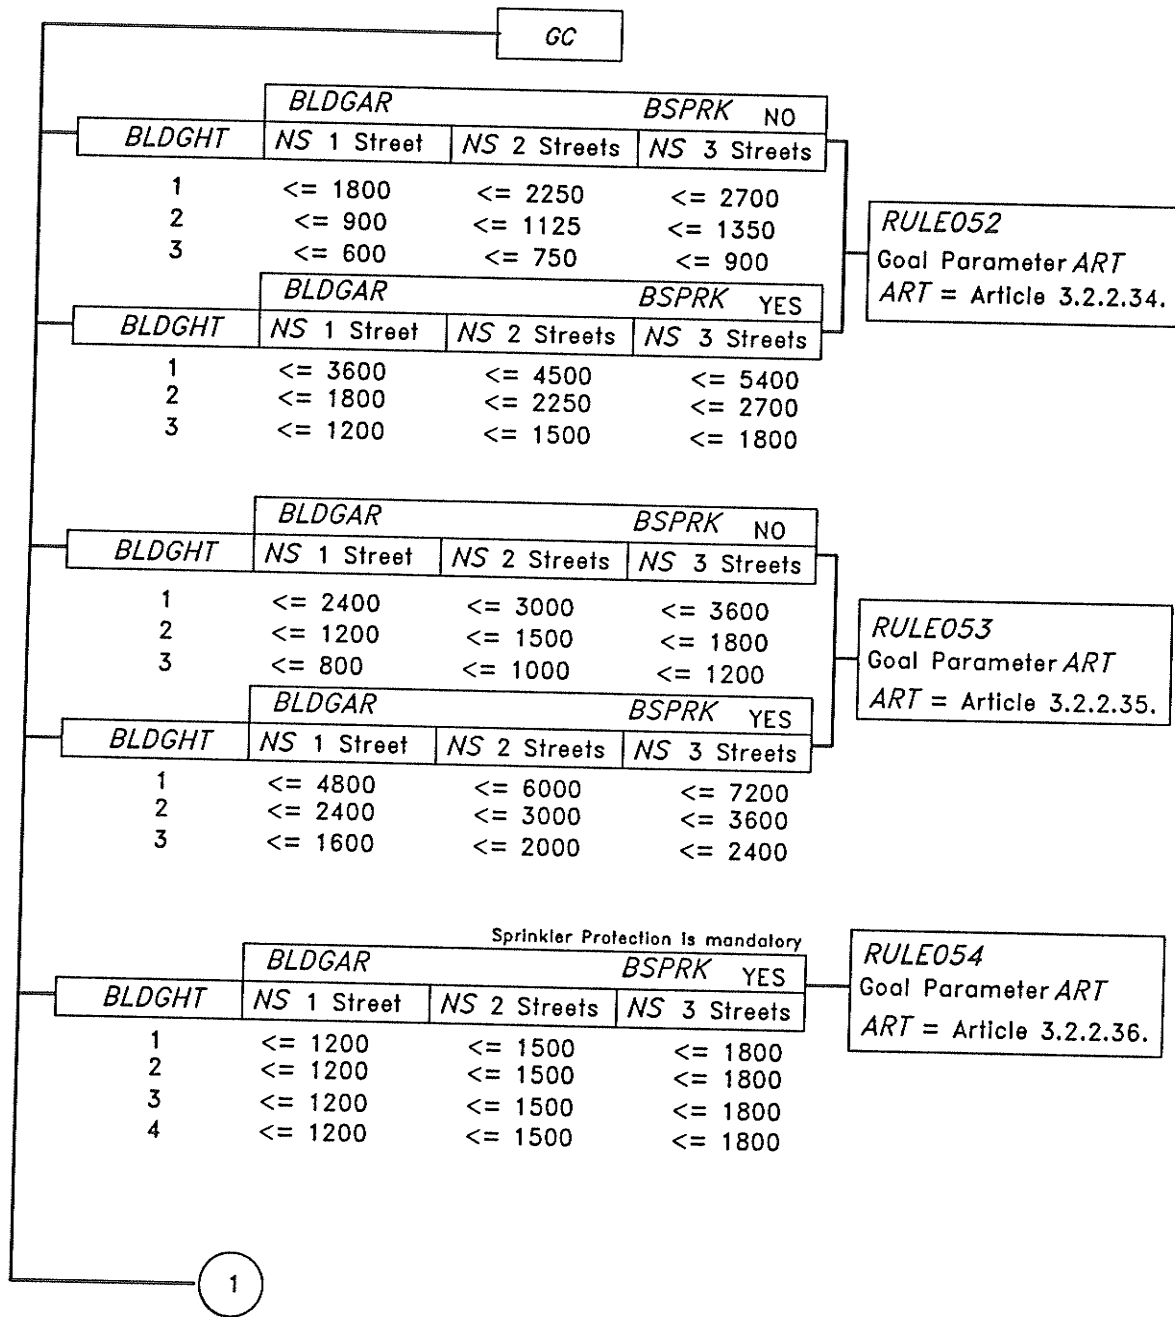 GC
BLDGAR BSPRK NO
BLDGHT NS 1 Street NS 2 Streets NS 3 Streets
1 <= 1800 <= 2250 <= 2700
2 <= 900 <= 1125 <= 1350
3 <= 600 <= 750 <= 900
RULE052
Goal Parameter ART
ART = Article 3.2.2.34.
BLDGAR BSPRK YES
BLDGHT NS 1 Street NS 2 Streets NS 3 Streets
1 <= 3600 <= 4500 <= 5400
2 <= 1800 <= 2250 <= 2700
3 <= 1200 <= 1500 <= 1800
BLDGAR BSPRK NO
BLDGHT NS 1 Street NS 2 Streets NS 3 Streets
1 <= 2400 <= 3000 <= 3600
2 <= 1200 <= 1500 <= 1800
3 <= 800 <= 1000 <= 1200
RULE053
Goal Parameter ART
ART = Article 3.2.2.35.
BLDGAR BSPRK YES
BLDGHT NS 1 Street NS 2 Streets NS 3 Streets
1 <= 4800 <= 6000 <= 7200
2 <= 2400 <= 3000 <= 3600
3 <= 1600 <= 2000 <= 2400
Sprinkler Protection is mandatory
BLDGAR BSPRK YES
BLDGHT NS 1 Street NS 2 Streets NS 3 Streets
1 <= 1200 <= 1500 <= 1800
2 <= 1200 <= 1500 <= 1800
3 <= 1200 <= 1500 <= 1800
4 <= 1200 <= 1500 <= 1800
RULE054
Goal Parameter ART
ART = Article 3.2.2.36.
1